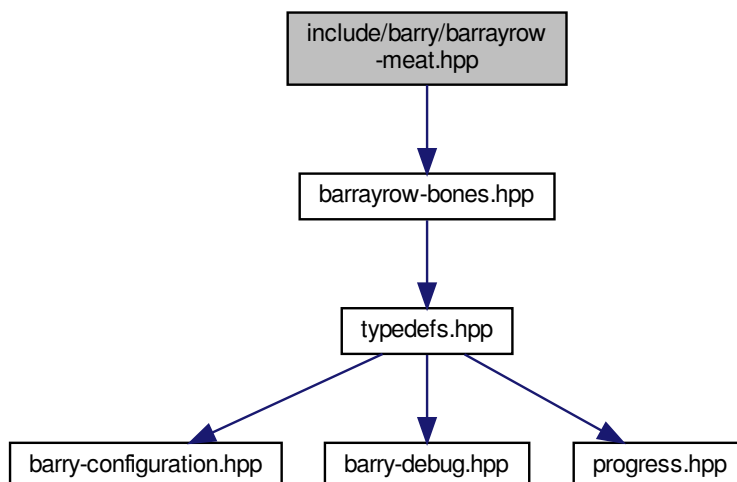 include/barry/barrayrow
-meat.hpp
barrayrow-bones.hpp
typedefs.hpp
barry-configuration.hpp
barry-debug.hpp
progress.hpp